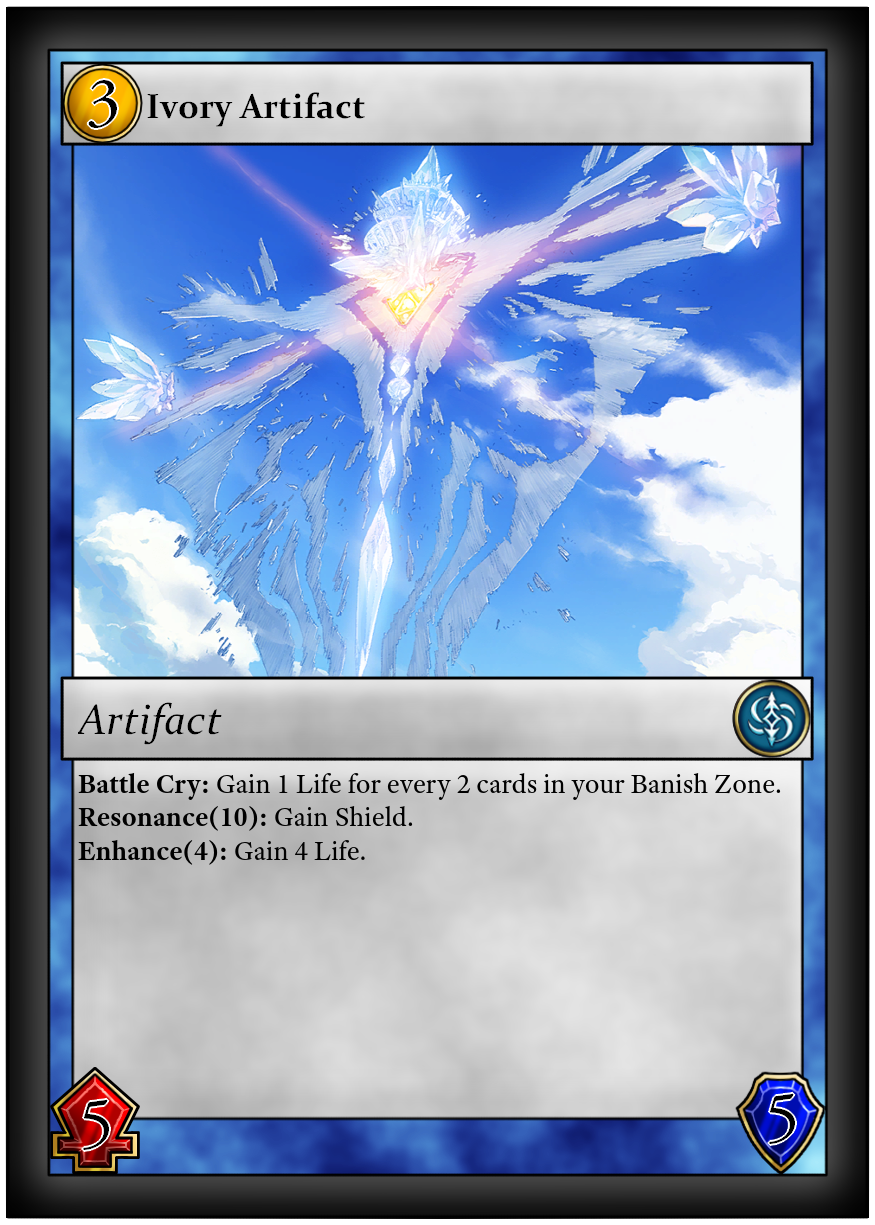 3 Ivory Artifact
Artifact
Battle Cry: Gain 1 Life for every 2 cards in your Banish Zone.
Resonance(10): Gain Shield.
Enhance(4): Gain 4 Life.
5 5